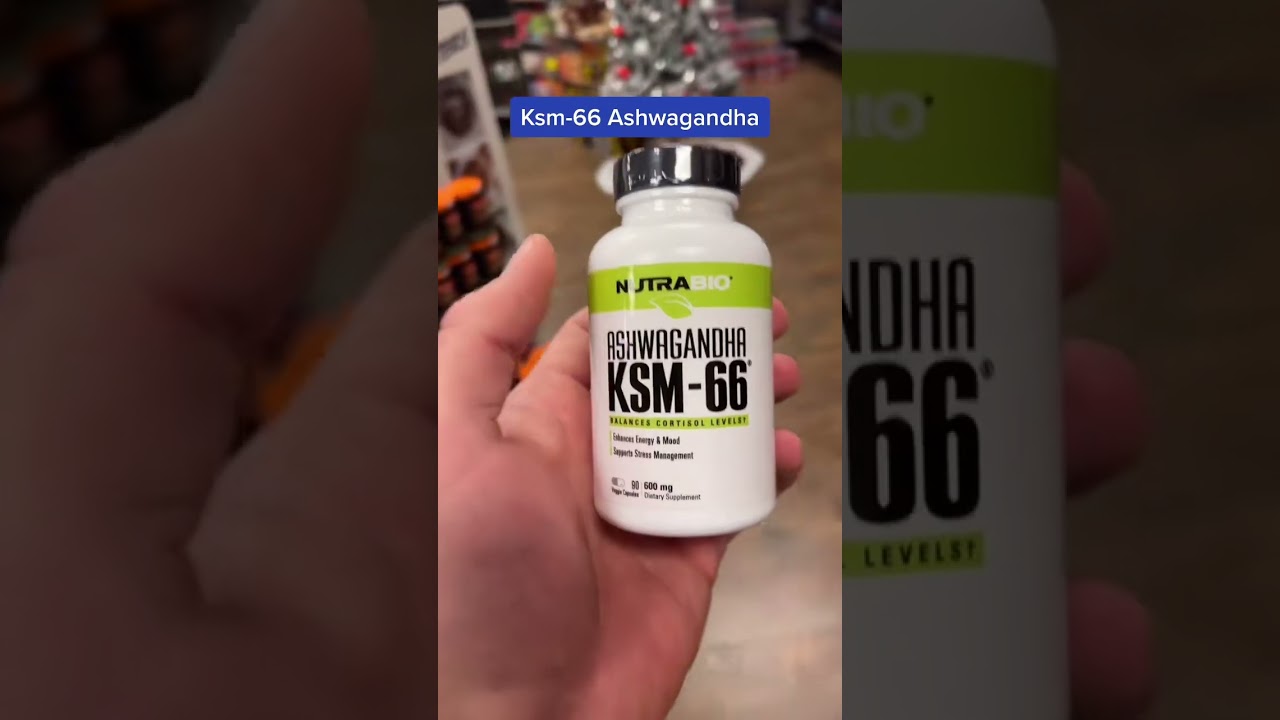 Ksm-66 Ashwagandha
NUTRABIO
ASHWAGANDHA
KSM-66®
BALANCES CORTISOL LEVELS†
Enhances Energy & Mood
Supports Stress Management
90 600 mg
Veggie Capsules Dietary Supplement
BIO
NDHA
66®
LEVELS†